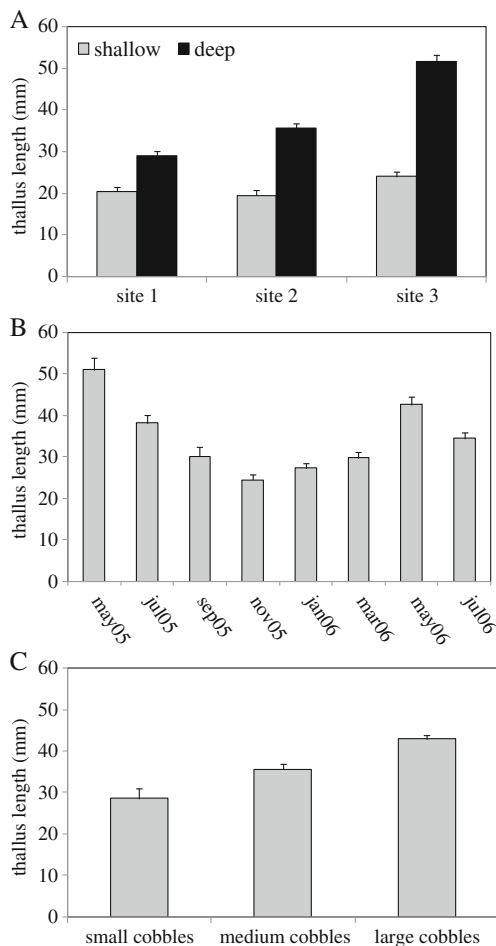 A
shallow deep
thallus length (mm)
60
50
40
30
20
10
0
site 1 site 2 site 3
B
thallus length (mm)
60
50
40
30
20
10
0
may05 jul05 sep05 nov05 jan06 mar06 may06 jul06
C
thallus length (mm)
60
50
40
30
20
10
0
small cobbles medium cobbles large cobbles